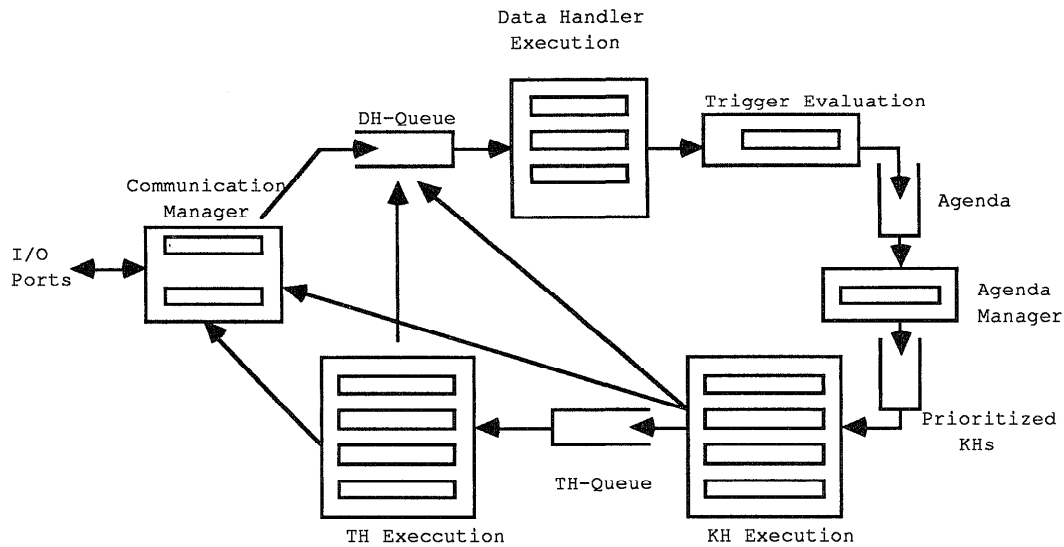 Data Handler
Execution
Trigger Evaluation
DH-Queue
Communication
Manager
Agenda
I/O
Ports
Agenda
Manager
Prioritized
KHs
TH-Queue
TH Execcution
KH Execution